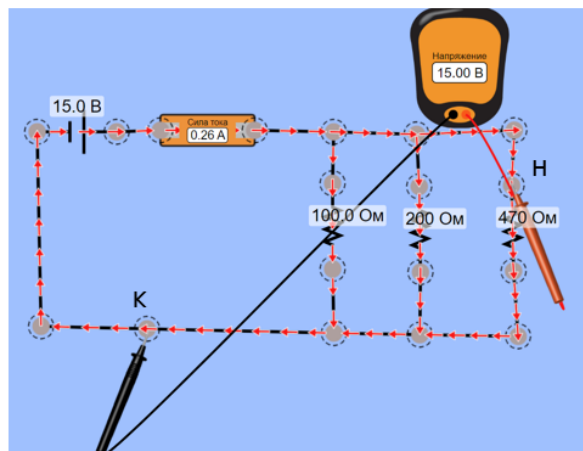 Напряжение
15.00 В
15.0 В
Сила тока
0.26 А
Н
100.0 Ом
200 Ом
470 Ом
К